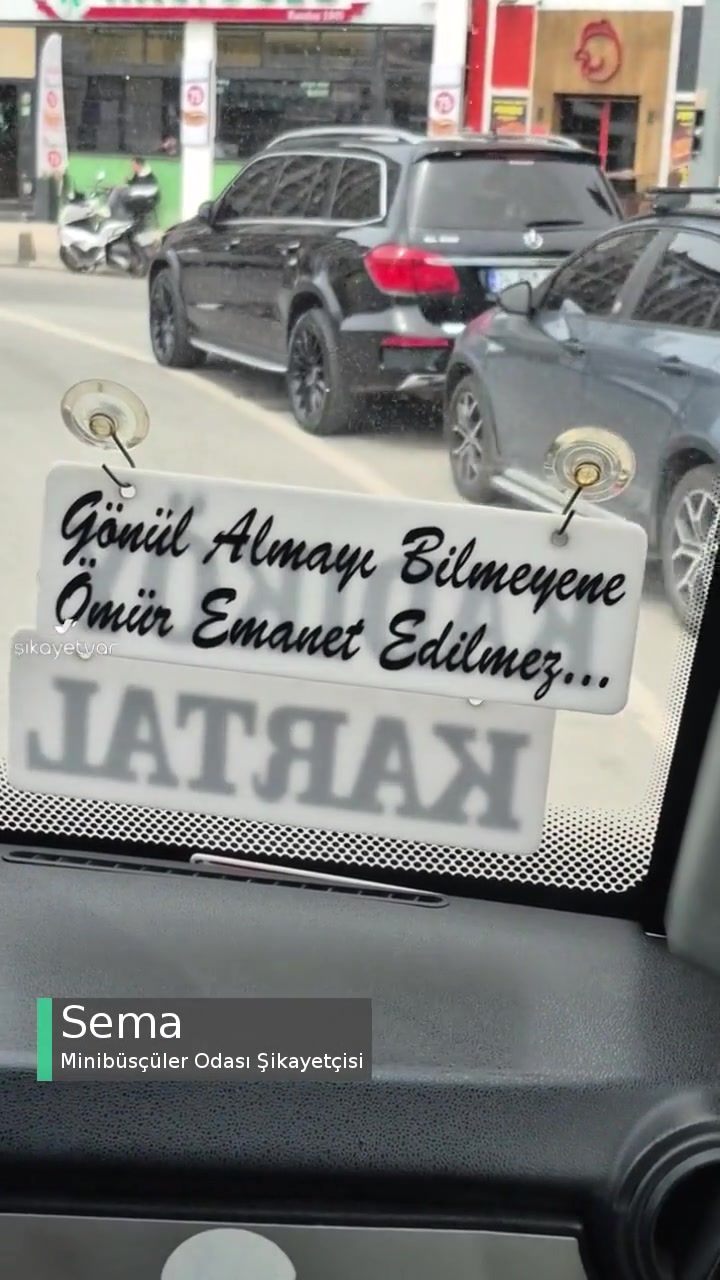 Gönül Almayı Bilmeyene
Ömür Emanet Edilmez...
şikayetvar
KARTAL
Sema
Minibüsçüler Odası Şikayetçisi